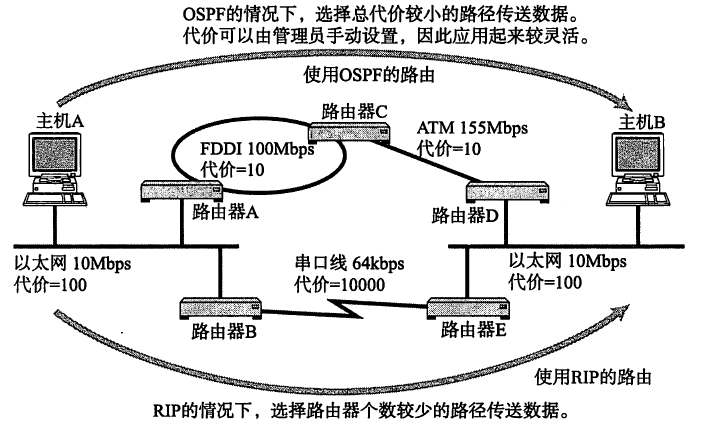 OSPF的情况下，选择总代价较小的路径传送数据。
代价可以由管理员手动设置，因此应用起来较灵活。
使用OSPF的路由
主机A
路由器C
ATM 155Mbps
代价=10
主机B
FDDI 100Mbps
代价=10
路由器A
路由器D
以太网 10Mbps
代价=100
串口线 64kbps
代价=10000
以太网 10Mbps
代价=100
路由器B
路由器E
使用RIP的路由
RIP的情况下，选择路由器个数较少的路径传送数据。